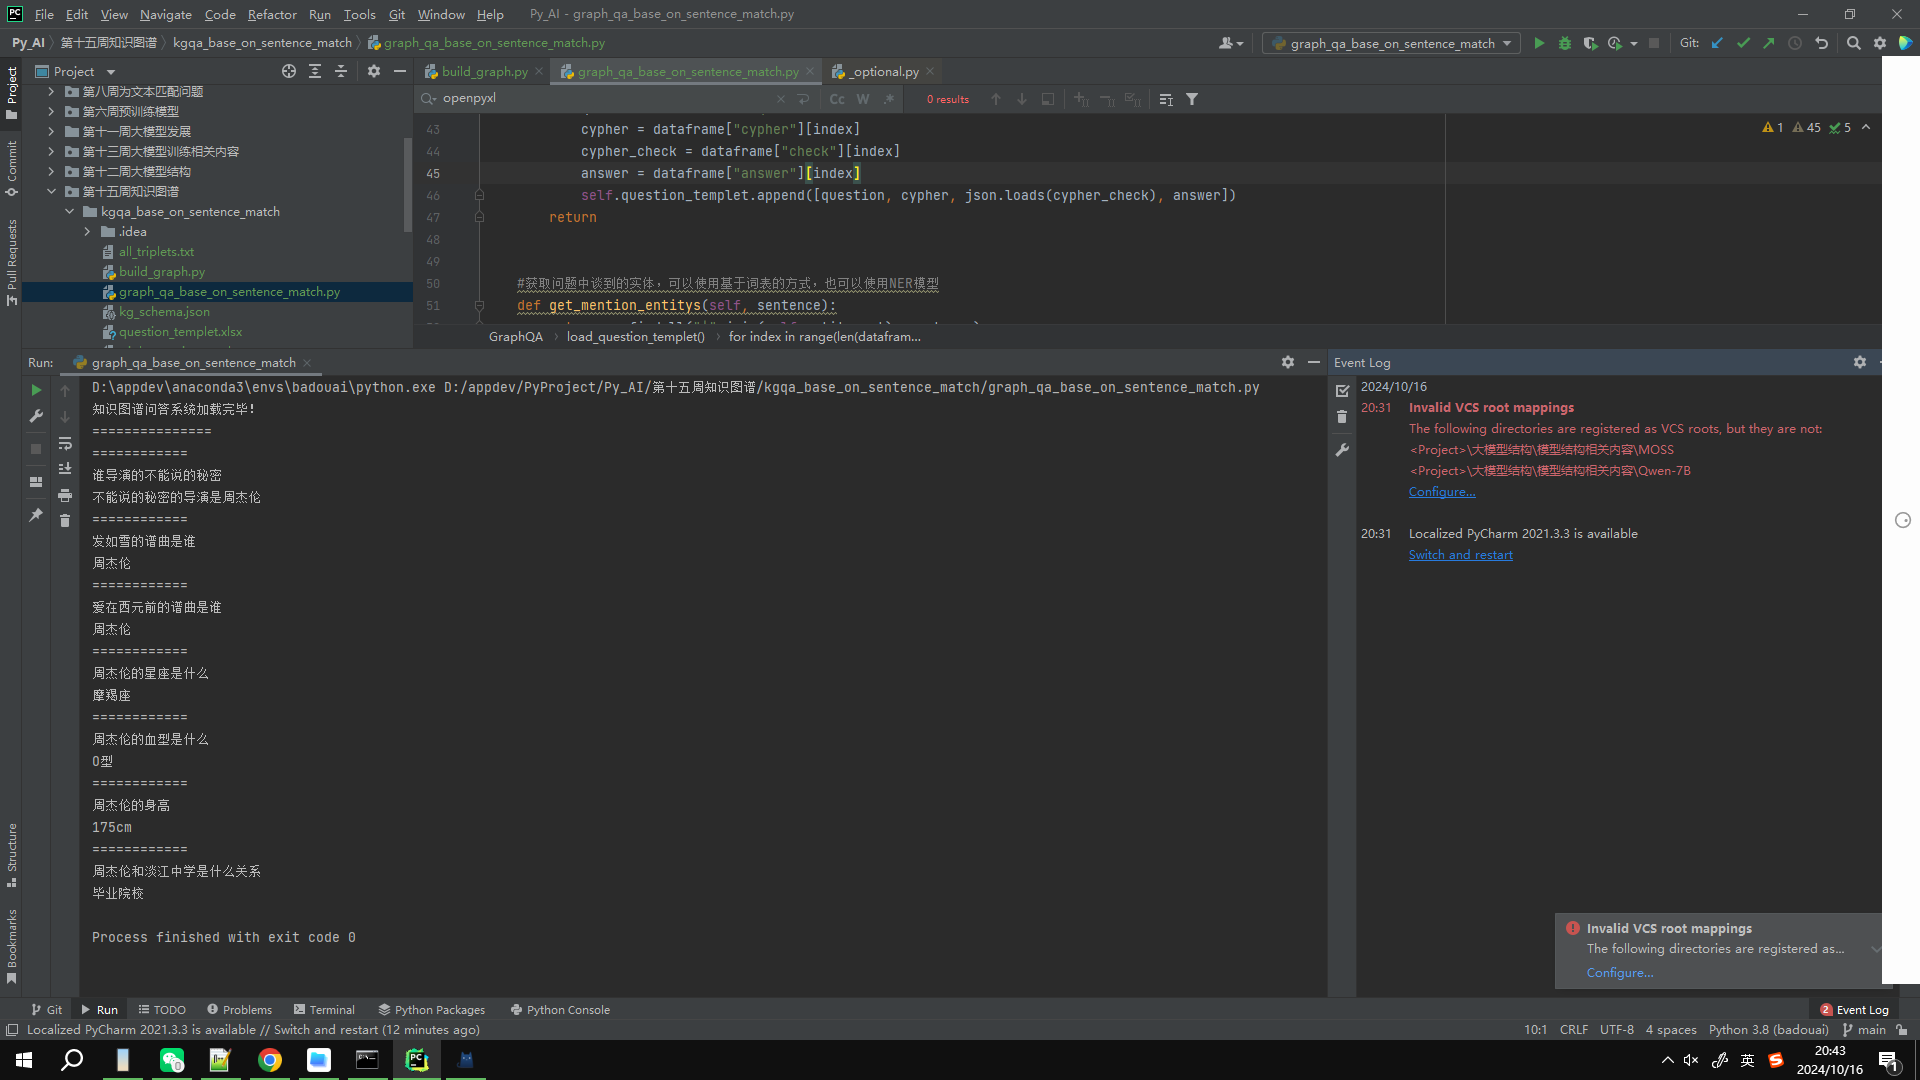 PC File Edit View Navigate Code Refactor Run Tools Git Window Help Py_AI - graph_qa_base_on_sentence_match.py
Py_AI 第十五周知识图谱 kgqa_base_on_sentence_match graph_qa_base_on_sentence_match.py graph_qa_base_on_sentence_match Git:
Project
Commit
Pull Requests
Structure
Bookmarks
Project
第八周为文本匹配问题
第六周预训练模型
第十一周大模型发展
第十三周大模型训练相关内容
第十二周大模型结构
第十五周知识图谱
kgqa_base_on_sentence_match
.idea
all_triplets.txt
build_graph.py
graph_qa_base_on_sentence_match.py
kg_schema.json
question_templet.xlsx
build_graph.py graph_qa_base_on_sentence_match.py _optional.py
openpyxl Cc W .* 0 results
1 45 5
43 cypher = dataframe["cypher"][index]
44 cypher_check = dataframe["check"][index]
45 answer = dataframe["answer"][index]
46 self.question_templet.append([question, cypher, json.loads(cypher_check), answer])
47 return
48
49
50 #获取问题中谈到的实体，可以使用基于词表的方式，也可以使用NER模型
51 def get_mention_entitys(self, sentence):
GraphQA load_question_templet() for index in range(len(datafram...
Run: graph_qa_base_on_sentence_match
D:\appdev\anaconda3\envs\badouai\python.exe D:/appdev/PyProject/Py_AI/第十五周知识图谱/kgqa_base_on_sentence_match/graph_qa_base_on_sentence_match.py
知识图谱问答系统加载完毕!
===============
============
谁导演的不能说的秘密
不能说的秘密的导演是周杰伦
============
发如雪的谱曲是谁
周杰伦
============
爱在西元前的谱曲是谁
周杰伦
============
周杰伦的星座是什么
摩羯座
============
周杰伦的血型是什么
O型
============
周杰伦的身高
175cm
============
周杰伦和淡江中学是什么关系
毕业院校
Process finished with exit code 0
Event Log
2024/10/16
20:31 Invalid VCS root mappings
The following directories are registered as VCS roots, but they are not:
<Project>\大模型结构\模型结构相关内容\MOSS
<Project>\大模型结构\模型结构相关内容\Qwen-7B
Configure...
20:31 Localized PyCharm 2021.3.3 is available
Switch and restart
Invalid VCS root mappings
The following directories are registered as...
Configure...
Git Run TODO Problems Terminal Python Packages Python Console 2 Event Log
Localized PyCharm 2021.3.3 is available // Switch and restart (12 minutes ago) 10:1 CRLF UTF-8 4 spaces Python 3.8 (badouai) main
英 20:43
2024/10/16 1